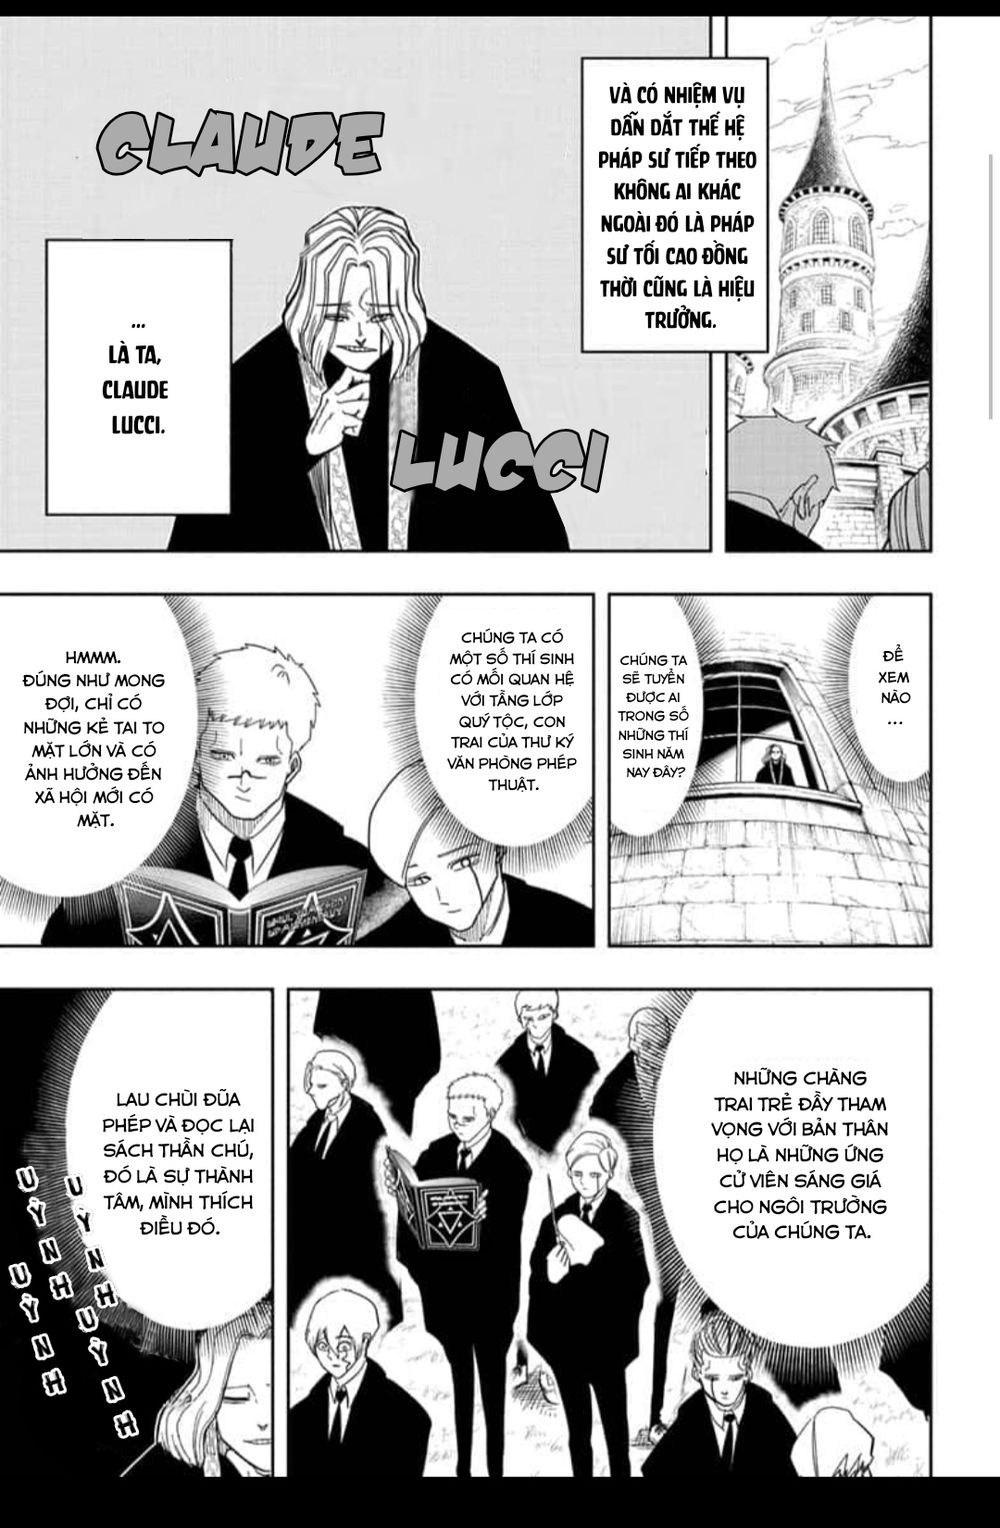 VÀ CÓ NHIỆM VỤ
DẪN DẮT THẾ HỆ
PHÁP SƯ TIẾP THEO
KHÔNG AI KHÁC
NGOÀI ĐÓ LÀ PHÁP
SƯ TỐI CAO ĐỒNG
THỜI CŨNG LÀ HIỆU
TRƯỞNG.
CLAUDE
LUCCI
...
LÀ TA,
CLAUDE
LUCCI.
ĐỂ
XEM
NÀO
...
CHÚNG TA
SẼ TUYỂN
ĐƯỢC AI
TRONG SỐ
NHỮNG THÍ
SINH NĂM
NAY ĐÂY?
CHÚNG TA CÓ
MỘT SỐ THÍ SINH
CÓ MỐI QUAN HỆ
VỚI TẦNG LỚP
QUÝ TỘC, CON
TRAI CỦA THƯ KÝ
VĂN PHÒNG PHÉP
THUẬT.
HMMM.
ĐÚNG NHƯ MONG
ĐỢI, CHỈ CÓ
NHỮNG KẺ TAI TO
MẶT LỚN VÀ CÓ
ẢNH HƯỞNG ĐẾN
XÃ HỘI MỚI CÓ
MẶT.
NHỮNG CHÀNG
TRAI TRẺ ĐẦY THAM
VỌNG VỚI BẢN THÂN
HỌ LÀ NHỮNG ỨNG
CỬ VIÊN SÁNG GIÁ
CHO NGÔI TRƯỜNG
CỦA CHÚNG TA.
LAU CHÙI ĐŨA
PHÉP VÀ ĐỌC LẠI
SÁCH THẦN CHÚ,
ĐÓ LÀ SỰ THÀNH
TÂM, MÌNH THÍCH
ĐIỀU ĐÓ.
UỲNH UỲNH
UỲNH UỲNH
UỲNH